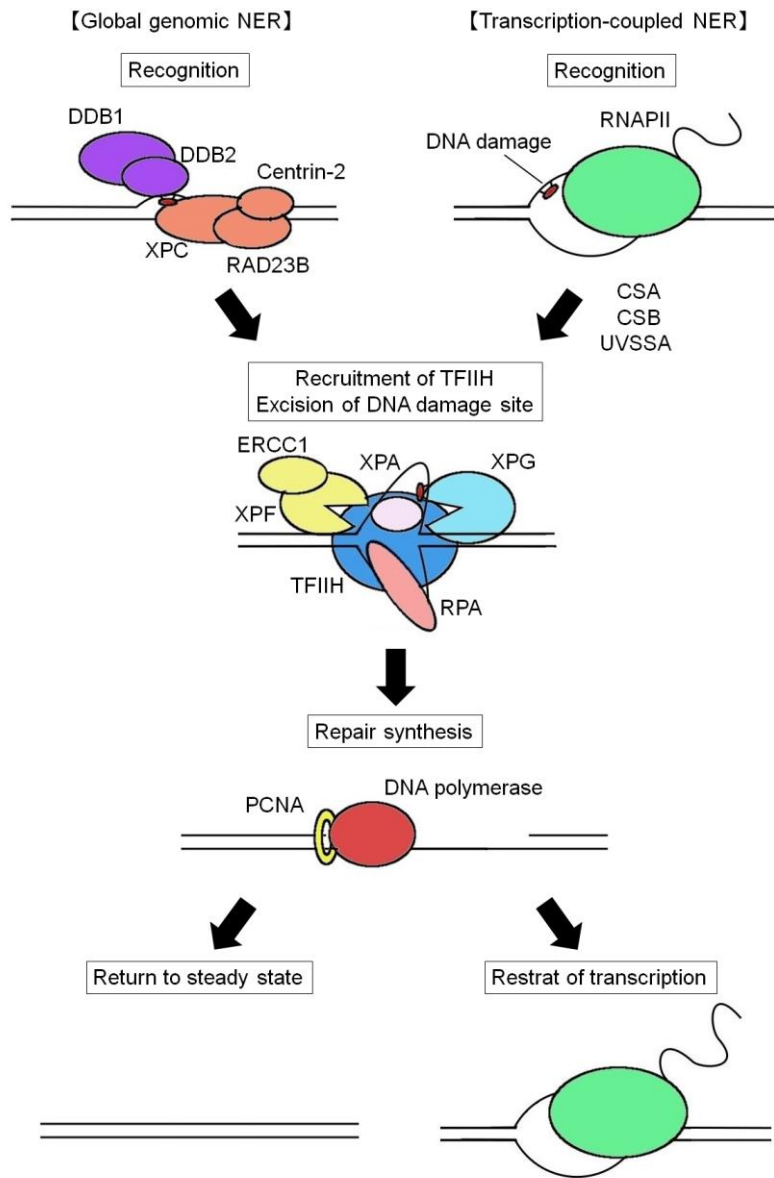 【Global genomic NER】
【Transcription-coupled NER】
Recognition
Recognition
DDB1
DDB2
Centrin-2
XPC
RAD23B
RNAPII
DNA damage
CSA
CSB
UVSSA
Recruitment of TFIIH
Excision of DNA damage site
ERCC1
XPA
XPG
XPF
TFIIH
RPA
Repair synthesis
PCNA
DNA polymerase
Return to steady state
Restrat of transcription